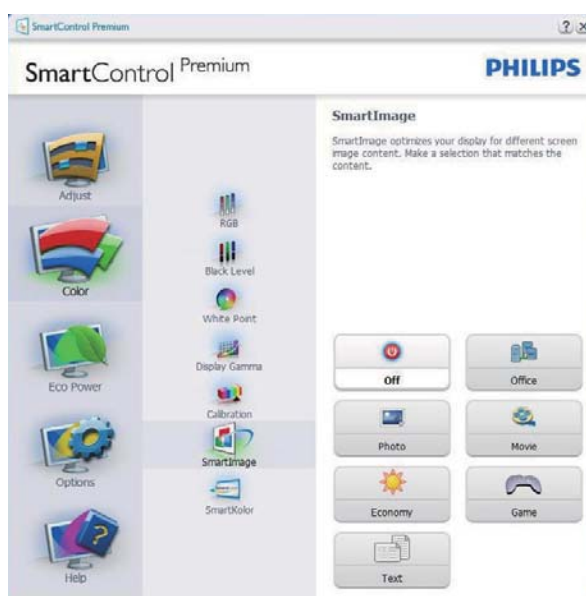 SmartControl Premium
SmartControl Premium
PHILIPS
Adjust
Color
Eco Power
Options
Help
RGB
Black Level
White Point
Display Gamma
Calibration
SmartImage
SmartKolor
SmartImage
SmartImage optimizes your display for different screen
image content. Make a selection that matches the
content.
Off
Office
Photo
Movie
Economy
Game
Text